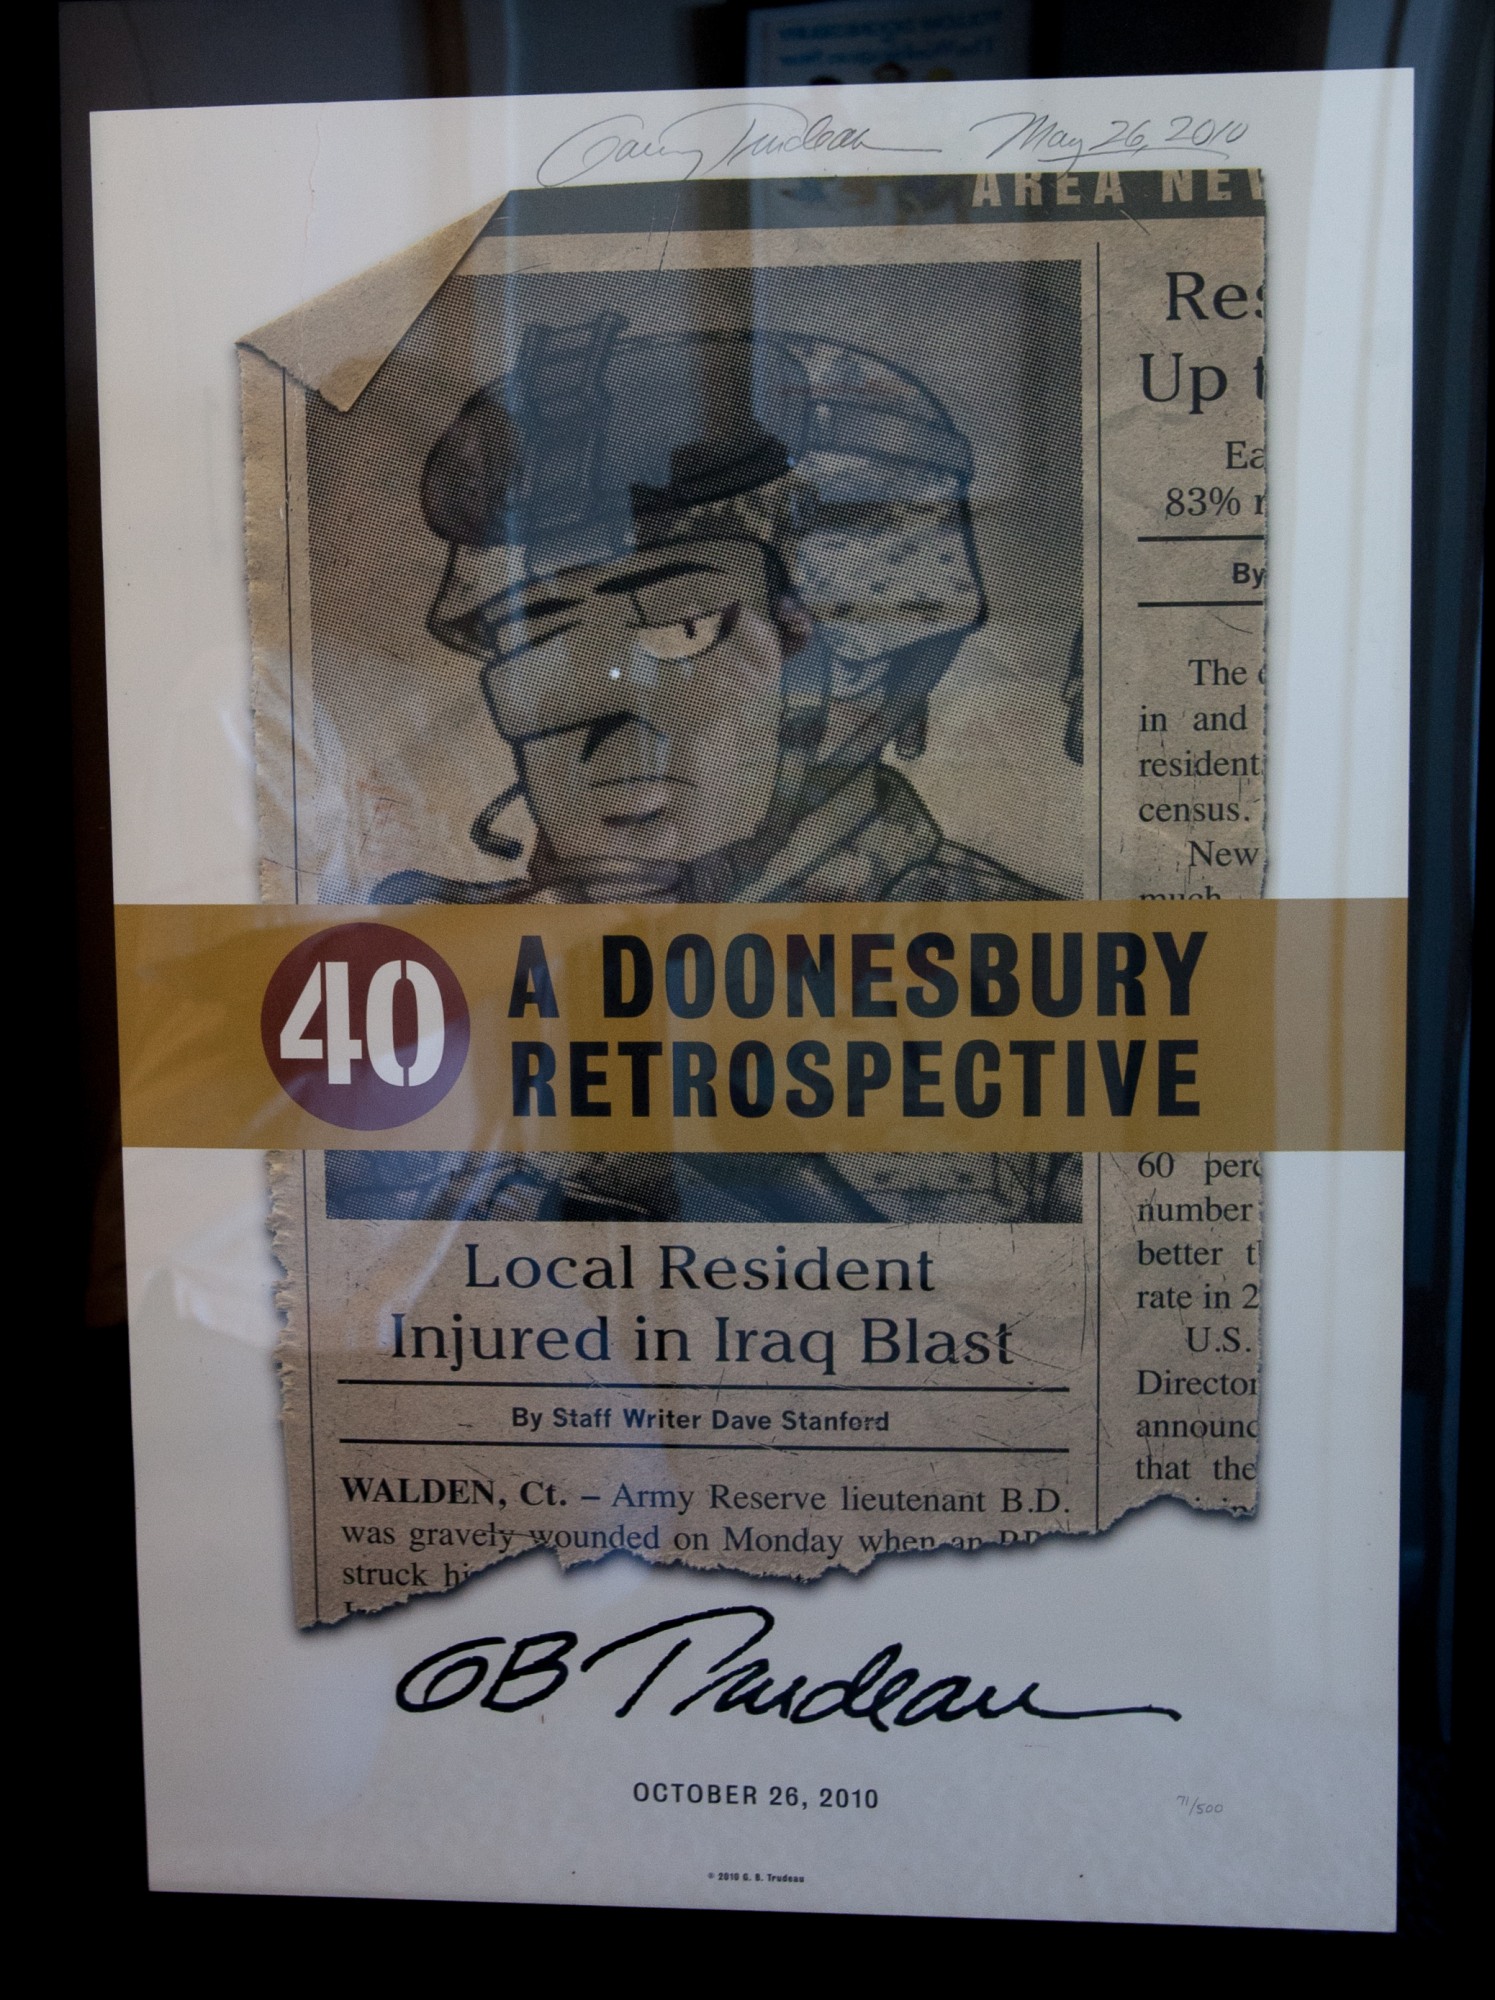 Garry Trudeau May 26, 2010
AREA NEW
Res
Up t
Ea
83% r
By
The
in and
resident
census.
New
much
40
A DOONESBURY
RETROSPECTIVE
60 perc
number
better t
rate in 2
U.S.
Director
announc
that the
Local Resident
Injured in Iraq Blast
By Staff Writer Dave Stanford
WALDEN, Ct. – Army Reserve lieutenant B.D.
was gravely wounded on Monday when an
struck hi
GB Trudeau
OCTOBER 26, 2010
71/500
© 2010 G. B. Trudeau